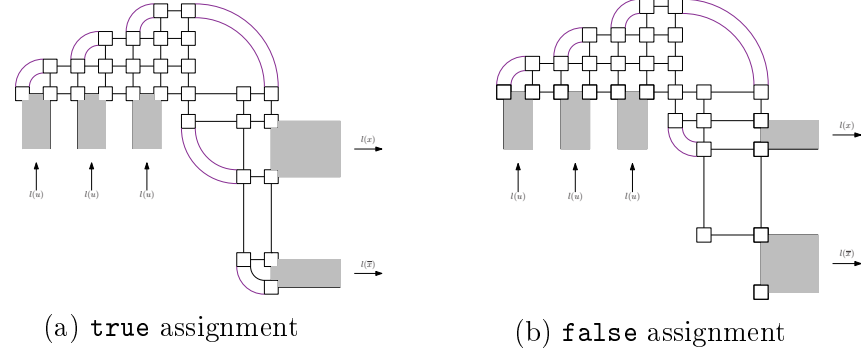 l(x)
l(x)
l(u) l(u) l(u)
l(u) l(u) l(u)
l(x̅)
l(x̅)
(a) true assignment
(b) false assignment